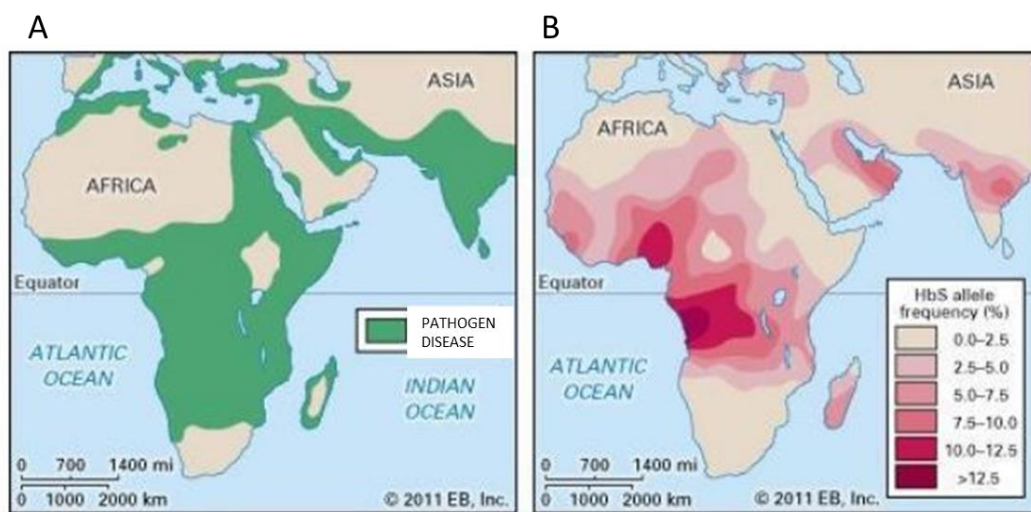 A
ASIA
AFRICA
Equator
PATHOGEN
DISEASE
ATLANTIC
OCEAN
INDIAN
OCEAN
0 700 1400 mi
0 1000 2000 km
© 2011 EB, Inc.
B
ASIA
AFRICA
Equator
ATLANTIC
OCEAN
HbS allele
frequency (%)
0.0–2.5
2.5–5.0
5.0–7.5
7.5–10.0
10.0–12.5
>12.5
0 700 1400 mi
0 1000 2000 km
© 2011 EB, Inc.